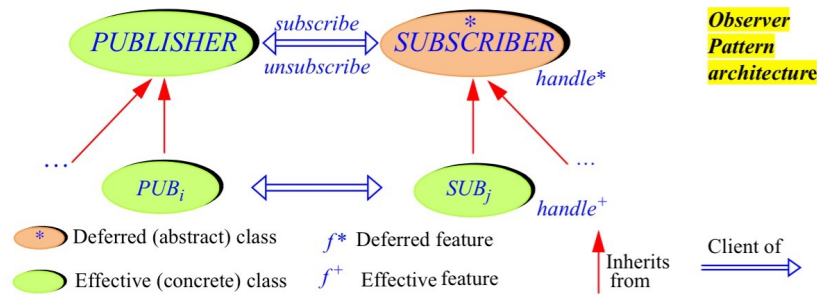 PUBLISHER
subscribe
unsubscribe
*
SUBSCRIBER
handle*
Observer
Pattern
architecture
...
PUBi
SUBj
...
handle+
* Deferred (abstract) class
f* Deferred feature
Effective (concrete) class
f+ Effective feature
Inherits
from
Client of